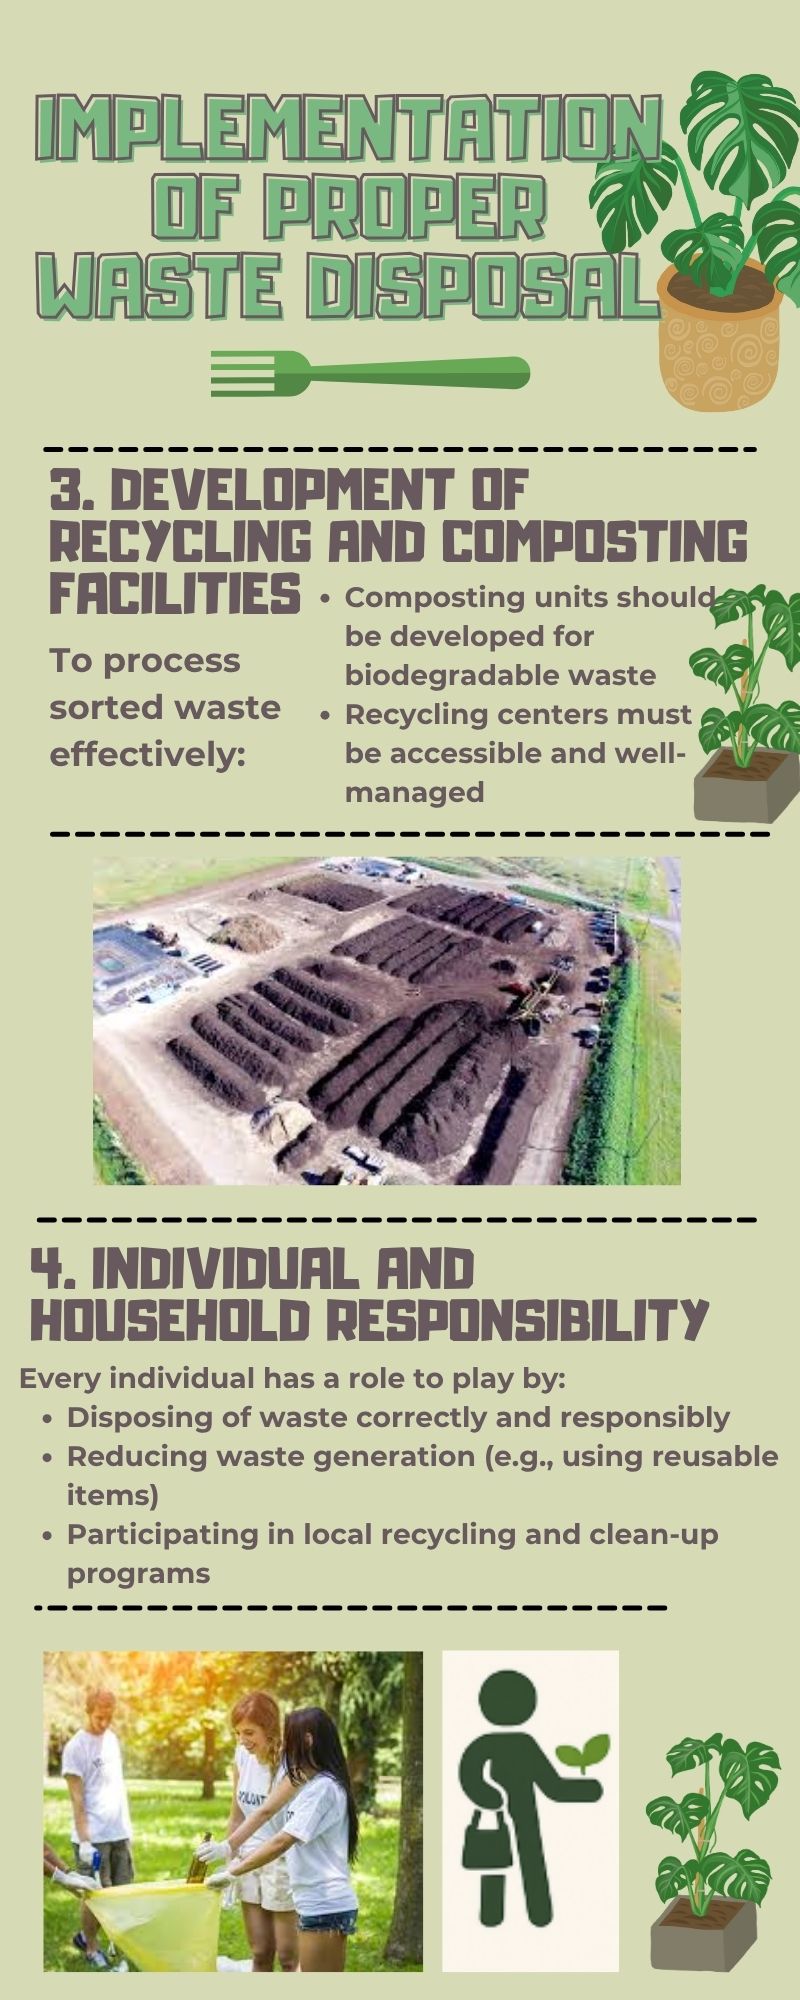 IMPLEMENTATION
OF PROPER
WASTE DISPOSAL
3. DEVELOPMENT OF
RECYCLING AND COMPOSTING
FACILITIES
To process
sorted waste
effectively:
• Composting units should
be developed for
biodegradable waste
• Recycling centers must
be accessible and well-
managed
4. INDIVIDUAL AND
HOUSEHOLD RESPONSIBILITY
Every individual has a role to play by:
• Disposing of waste correctly and responsibly
• Reducing waste generation (e.g., using reusable
items)
• Participating in local recycling and clean-up
programs